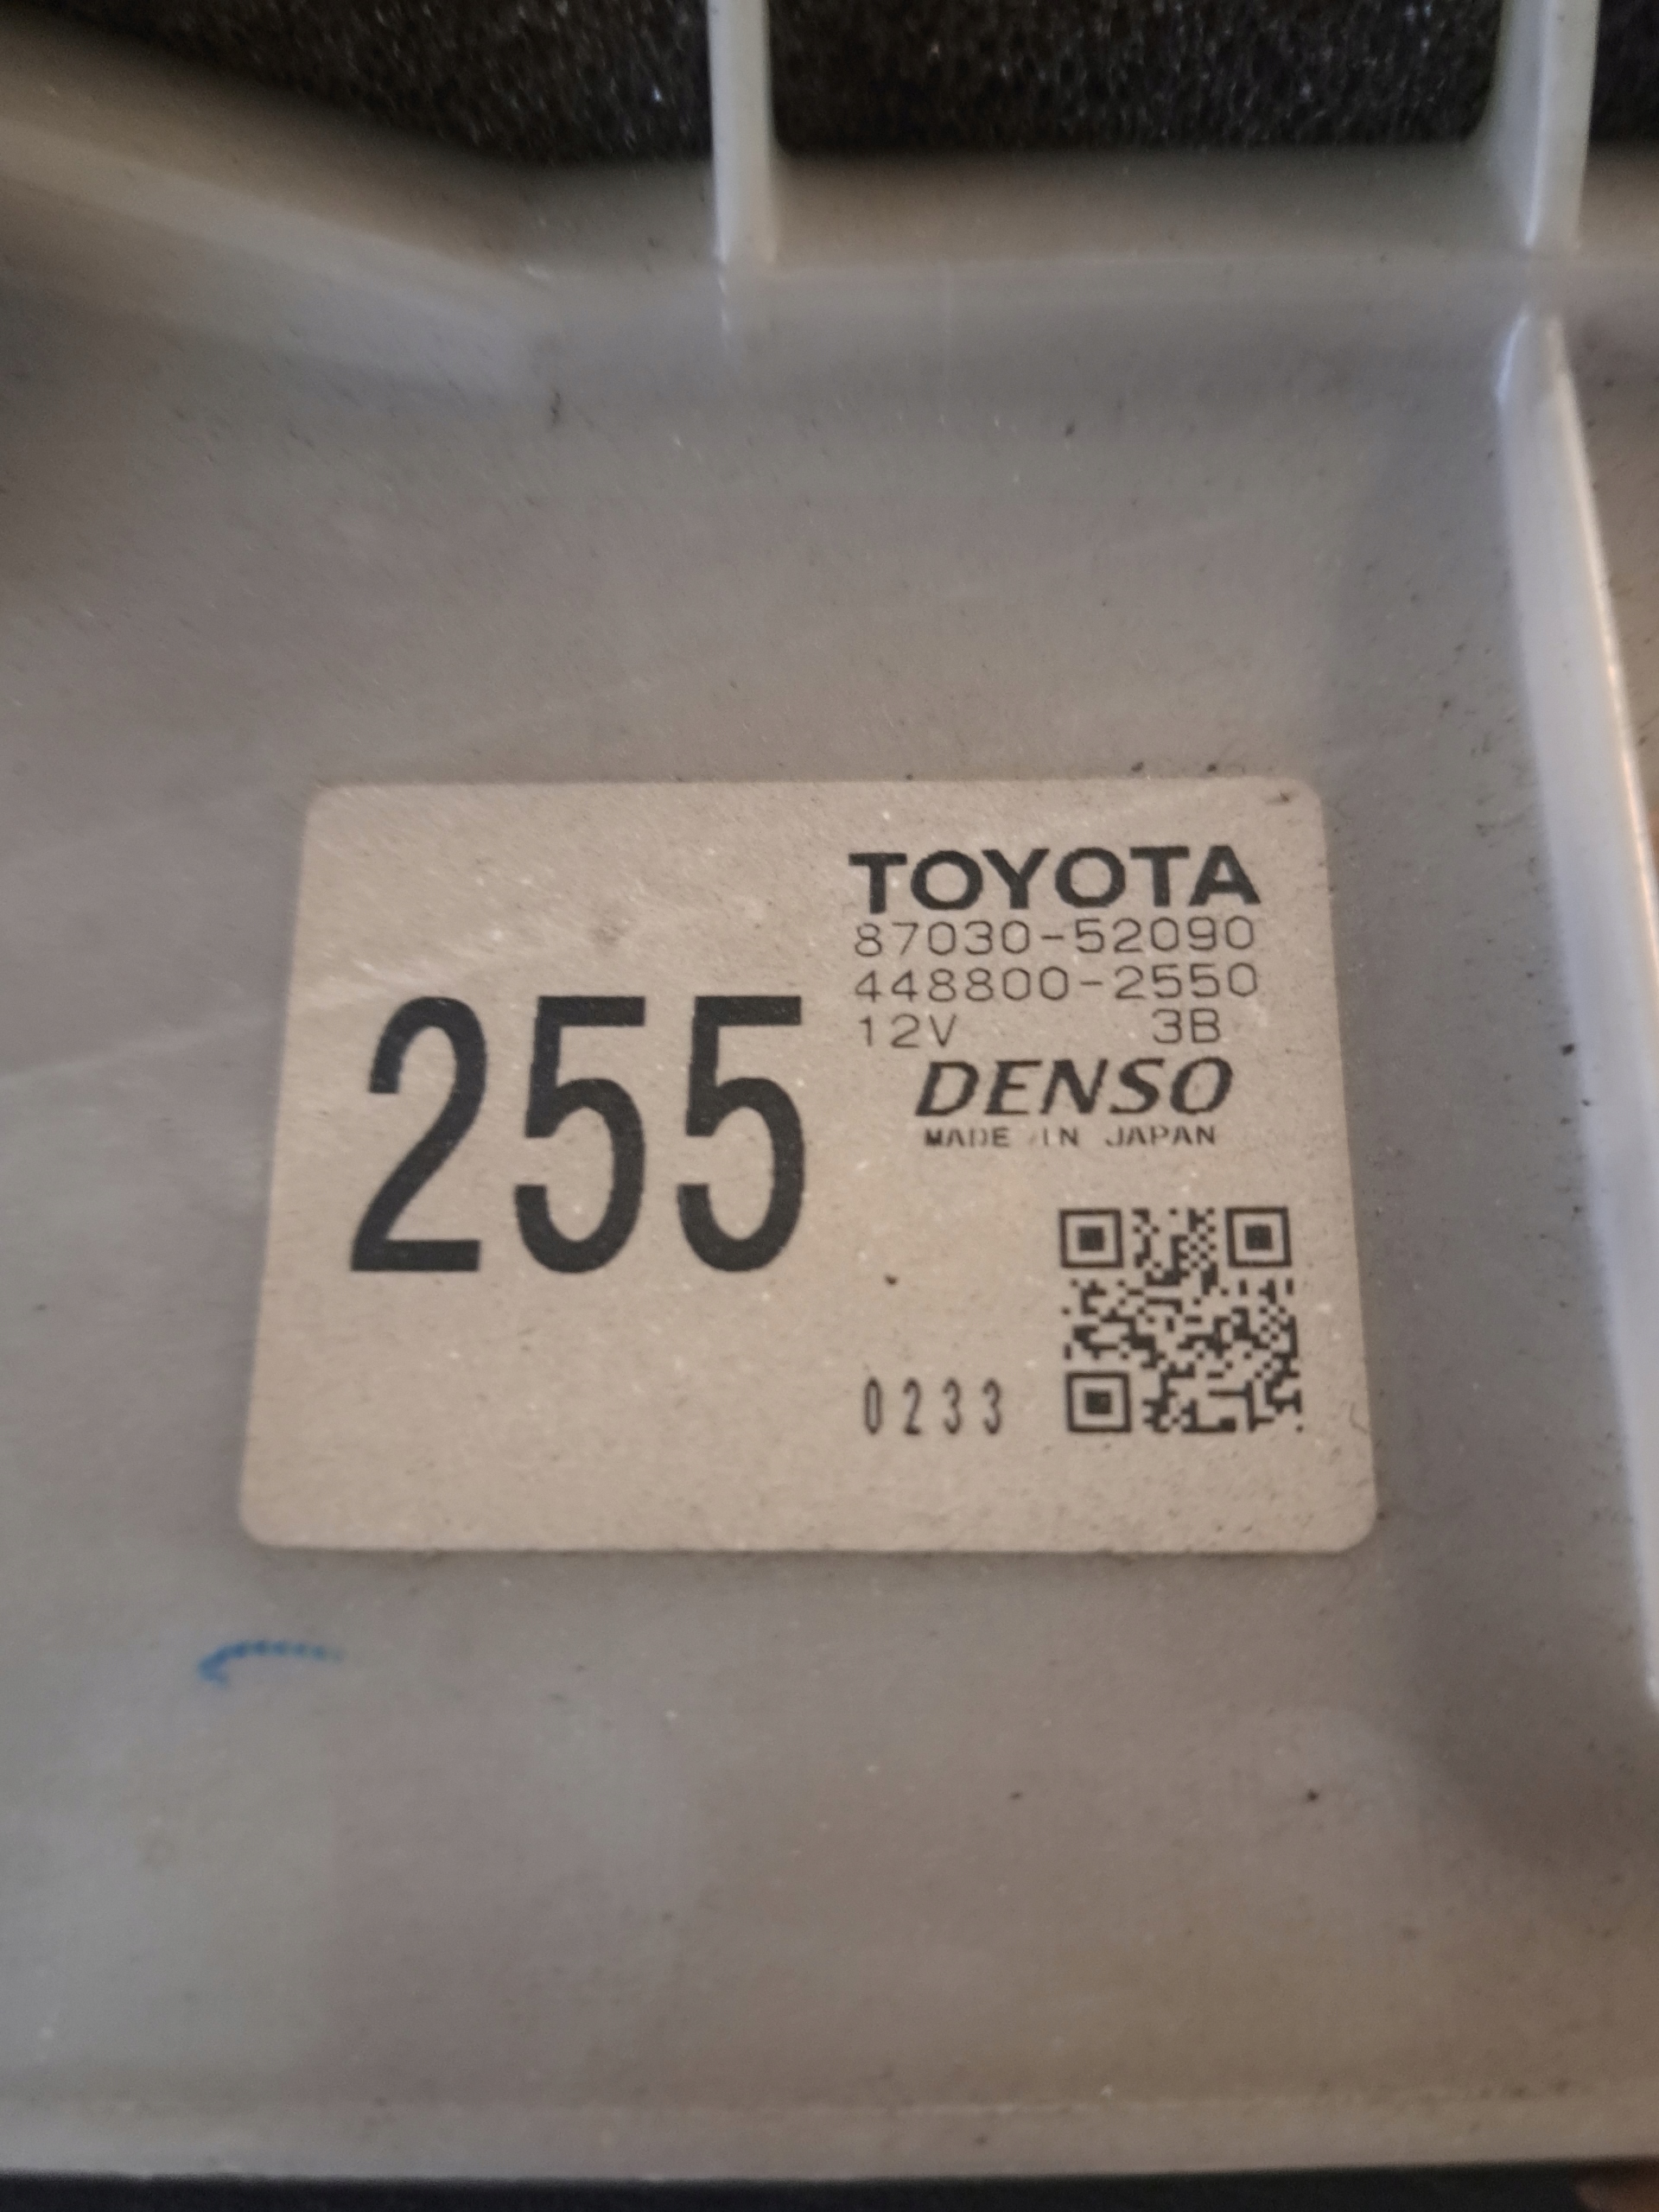 TOYOTA
87030-52090
448800-2550
12V 3B
255
DENSO
MADE IN JAPAN
0233